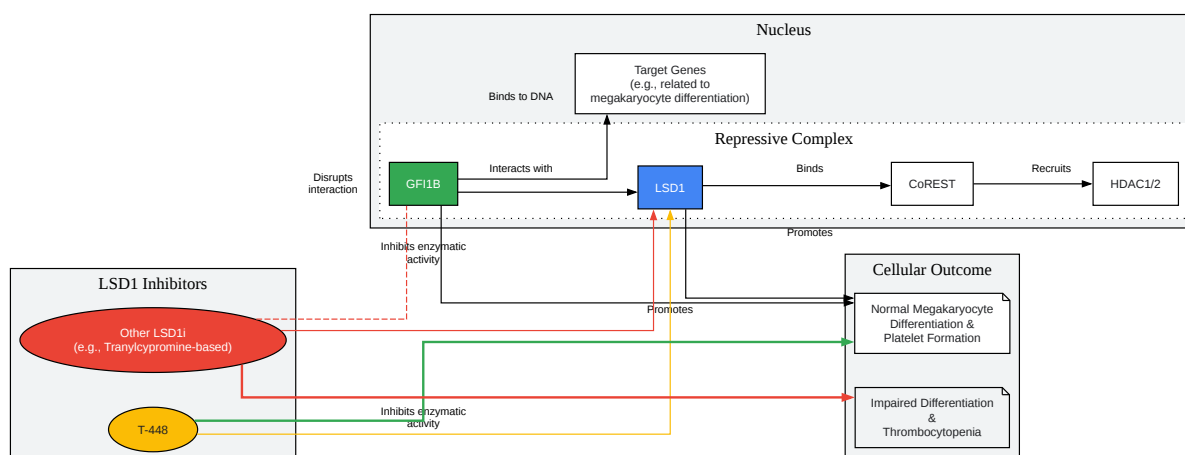 Nucleus
Target Genes
(e.g., related to
megakaryocyte differentiation)
Binds to DNA
Repressive Complex
Disrupts
interaction
GFI1B
Interacts with
LSD1
Binds
CoREST
Recruits
HDAC1/2
Inhibits enzymatic
activity
Promotes
LSD1 Inhibitors
Cellular Outcome
Other LSD1i
(e.g., Tranylcypromine-based)
Promotes
Normal Megakaryocyte
Differentiation &
Platelet Formation
T-448
Inhibits enzymatic
activity
Impaired Differentiation
&
Thrombocytopenia